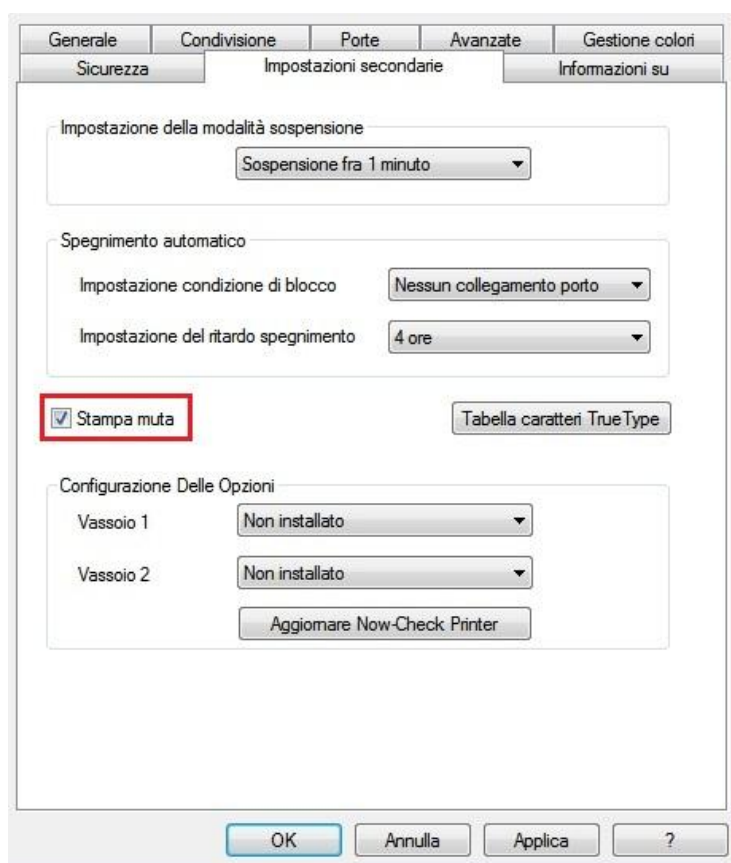 Generale Condivisione Porte Avanzate Gestione colori
Sicurezza Impostazioni secondarie Informazioni su
Impostazione della modalità sospensione
Sospensione fra 1 minuto
Spegnimento automatico
Impostazione condizione di blocco Nessun collegamento porto
Impostazione del ritardo spegnimento 4 ore
Stampa muta Tabella caratteri TrueType
Configurazione Delle Opzioni
Vassoio 1 Non installato
Vassoio 2 Non installato
Aggiornare Now-Check Printer
OK Annulla Applica ?